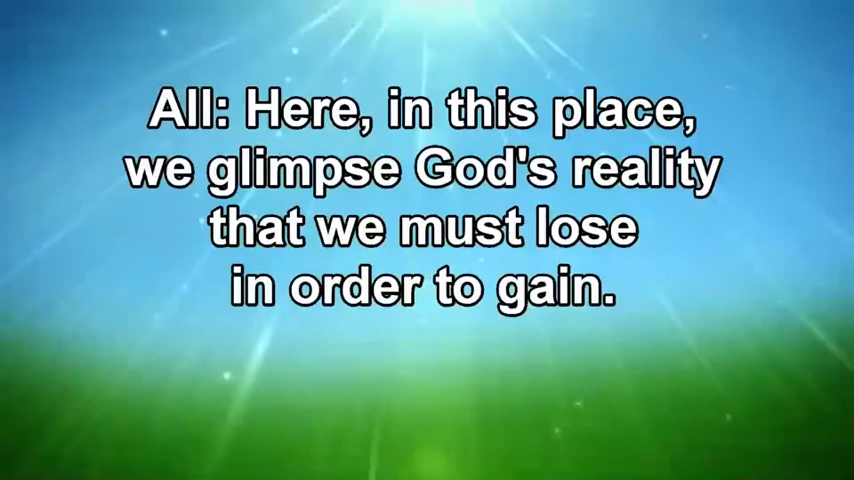 All: Here, in this place,
we glimpse God's reality
that we must lose
in order to gain.